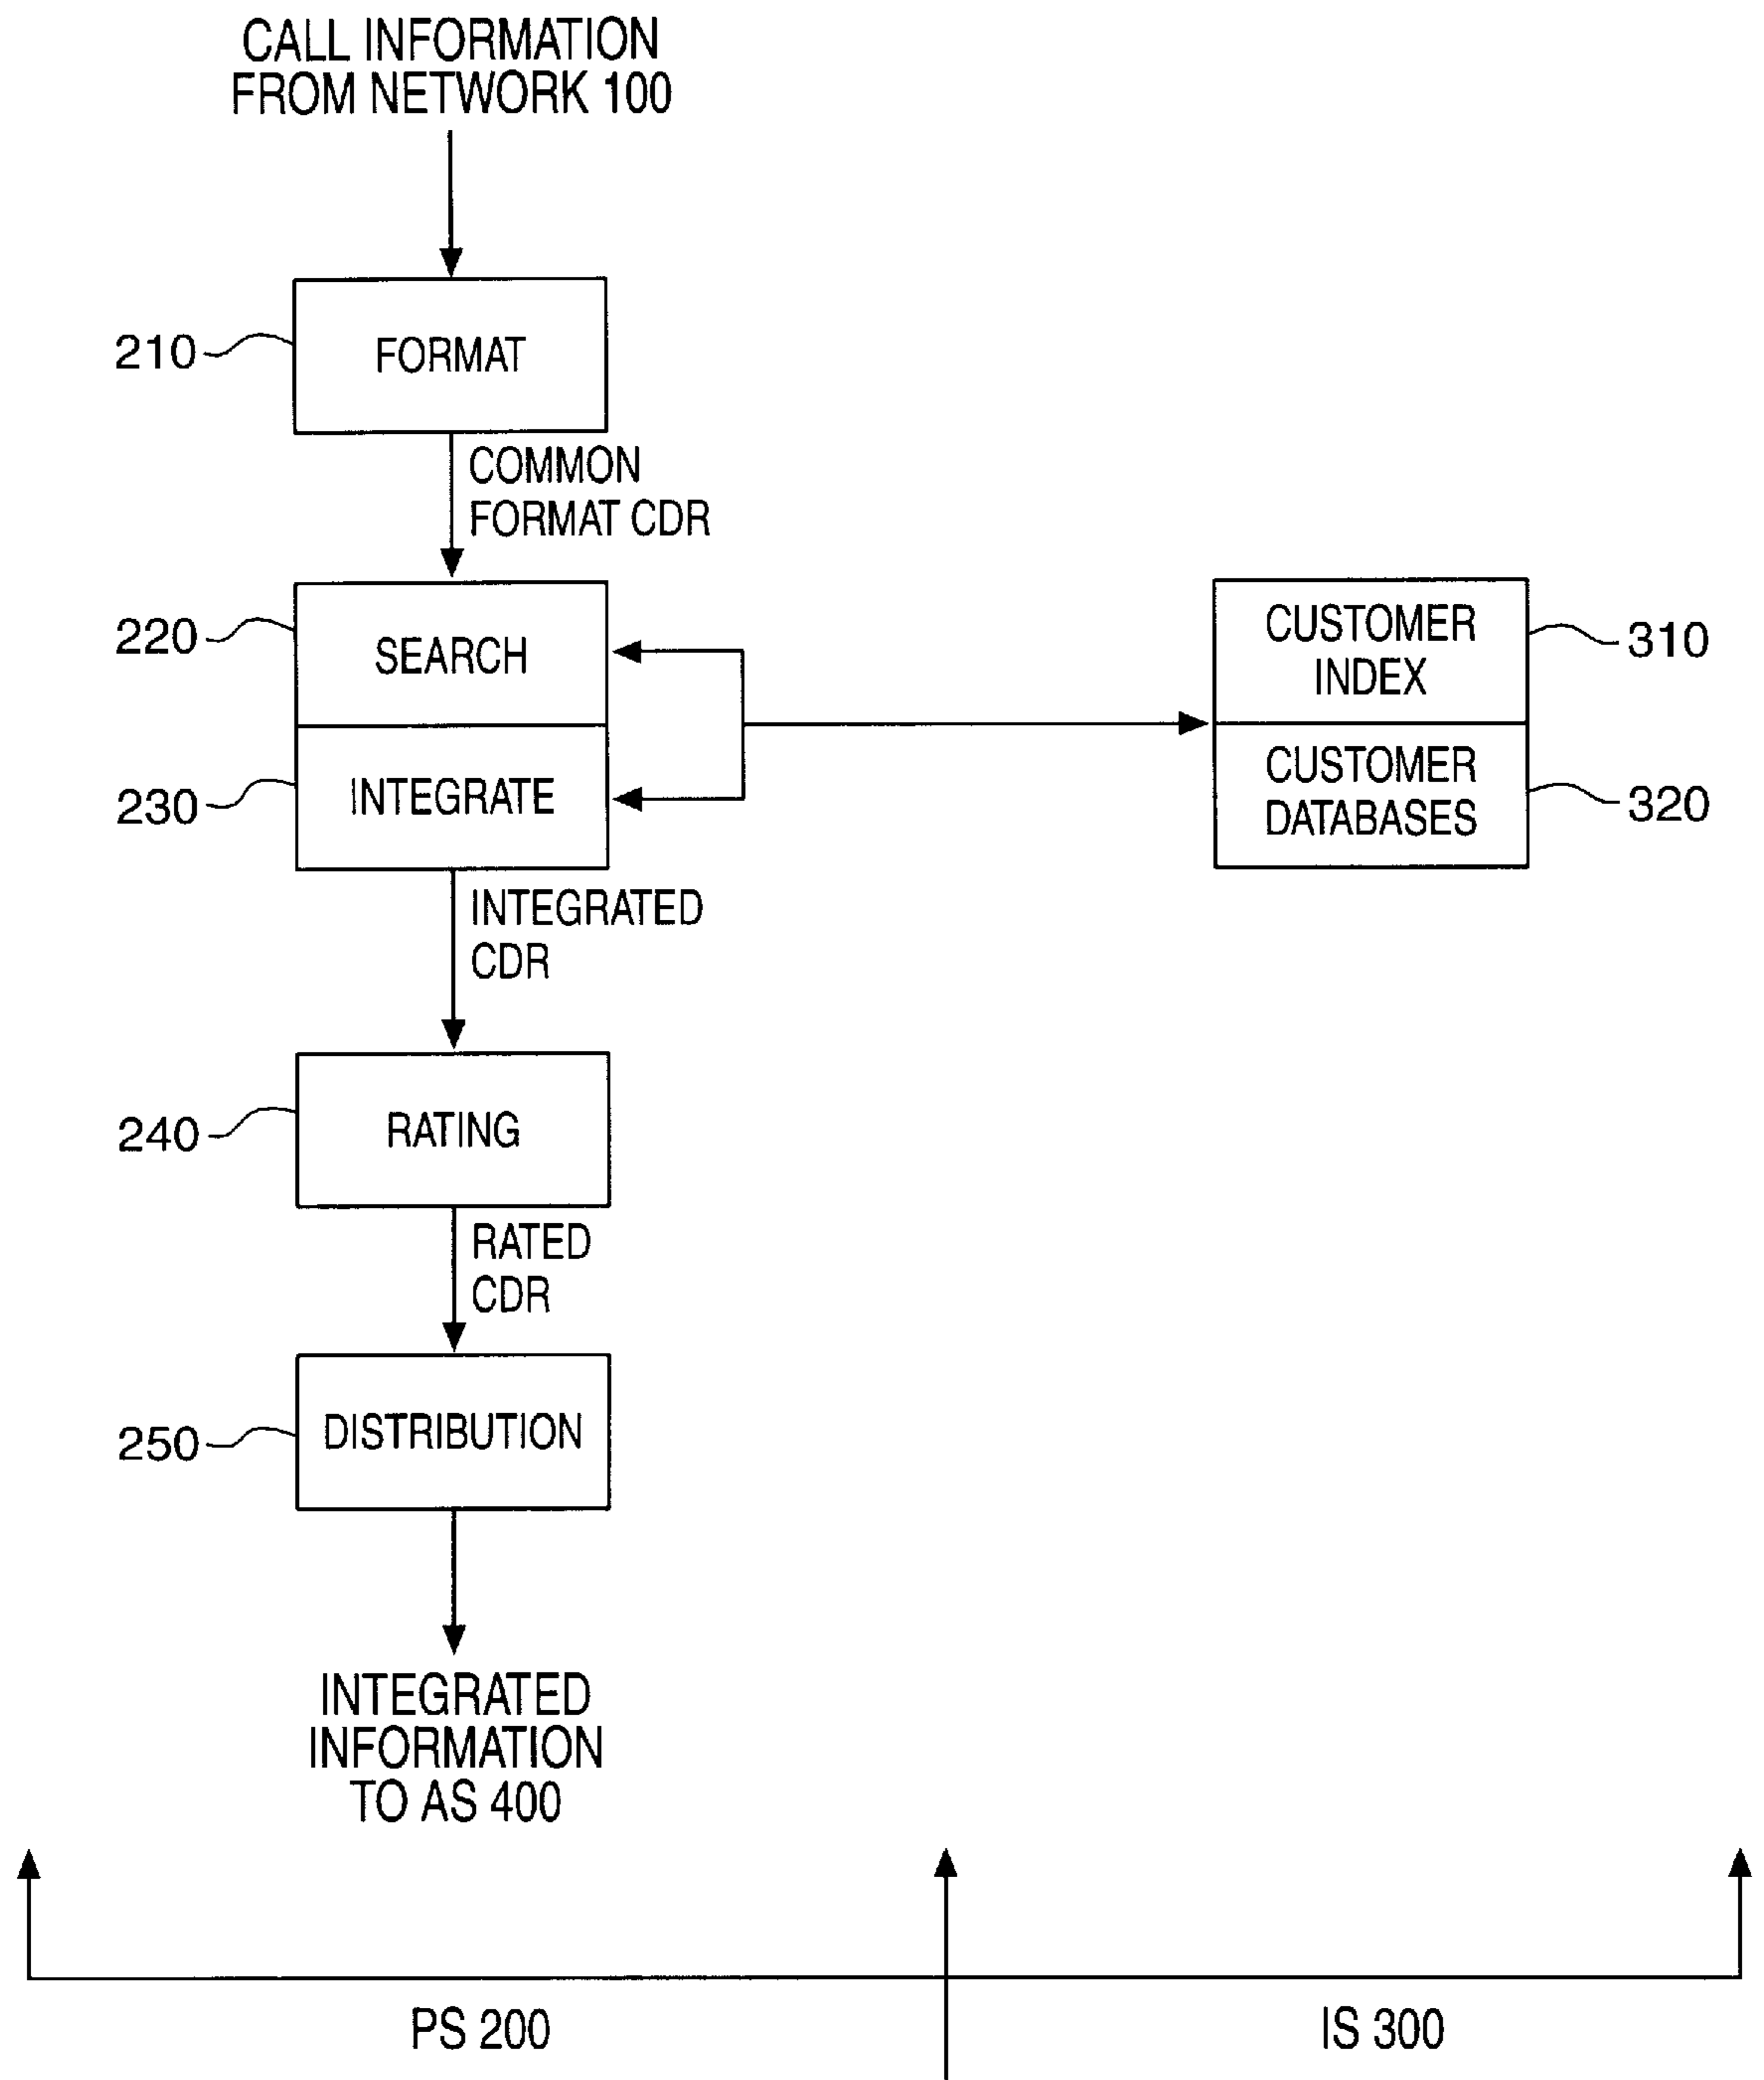 CALL INFORMATION
FROM NETWORK 100
210
FORMAT
COMMON
FORMAT CDR
220
SEARCH
CUSTOMER
INDEX
310
230
INTEGRATE
CUSTOMER
DATABASES
320
INTEGRATED
CDR
240
RATING
RATED
CDR
250
DISTRIBUTION
INTEGRATED
INFORMATION
TO AS 400
PS 200
IS 300